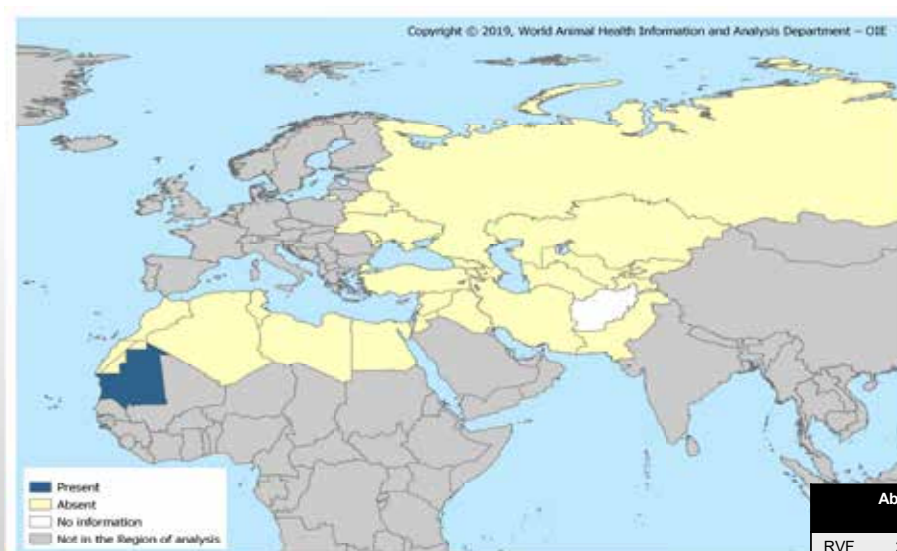 Copyright © 2019, World Animal Health Information and Analysis Department – OIE
Present
Absent
No information
Not in the Region of analysis
Ab
RVF